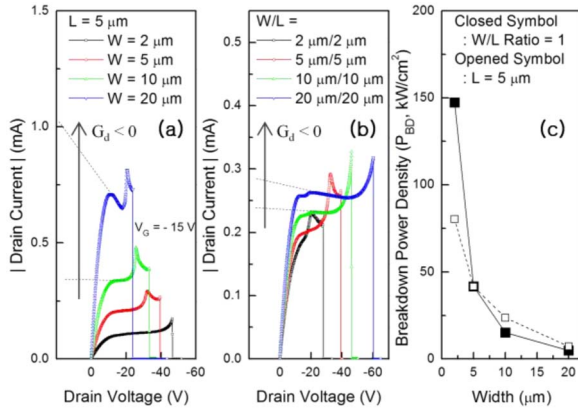 L = 5 μm
W = 2 μm
W = 5 μm
W = 10 μm
W = 20 μm
G_d < 0
(a)
V_G = - 15 V
| Drain Current | (mA)
1.5
1.0
0.5
0.0
0 -20 -40 -60
Drain Voltage (V)
W/L =
2 μm/2 μm
5 μm/5 μm
10 μm/10 μm
20 μm/20 μm
G_d < 0
(b)
| Drain Current | (mA)
0.5
0.4
0.3
0.2
0.1
0.0
0 -20 -40 -60
Drain Voltage (V)
Closed Symbol
: W/L Ratio = 1
Opened Symbol
: L = 5 μm
(c)
Breakdown Power Density (P_BD, kW/cm²)
200
150
100
50
0
0 5 10 15 20
Width (μm)